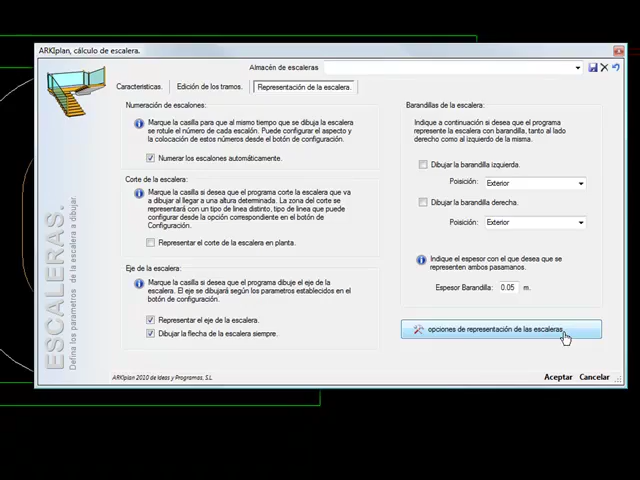 ARKIplan, cálculo de escalera.
Almacén de escaleras
Caracteristicas.
Edición de los tramos.
Representación de la escalera.
ESCALERAS.
Defina los parametros de la escalera a dibujar.
Numeración de escalones:
Marque la casilla para que al mismo tiempo que se dibuja la escalera
se rotule el número de cada escalón. Puede configurar el aspecto y
la colocación de estos números desde el botón de configuración.
Numerar los escalones automáticamente.
Corte de la escalera:
Marque la casilla si desea que el programa corte la escalera que va
a dibujar al llegar a una altura determinada. La zona del corte se
representará con un tipo de linea distinto, tipo de linea que puede
configurar desde la opción correspondiente en el botón de
Configuración.
Representar el corte de la escalera en planta.
Eje de la escalera:
Marque la casilla si desea que el programa dibuje el eje de la
escalera. El eje se dibujará según los parametros establecidos en el
botón de configuración.
Representar el eje de la escalera.
Dibujar la flecha de la escalera siempre.
Barandillas de la escalera:
Indique a continuación si desea que el programa
represente la escalera con barandilla, tanto al lado
derecho como al izquierdo de la misma.
Dibujar la barandilla izquierda.
Poisición: Exterior
Dibujar la barandilla derecha.
Poisición: Exterior
Indique el espesor con el que desea que se
representen ambos pasamanos.
Espesor Barandilla: 0.05 m.
opciones de representación de las escaleras.
ARKIplan 2010 de Ideas y Programas, S.L
Aceptar
Cancelar